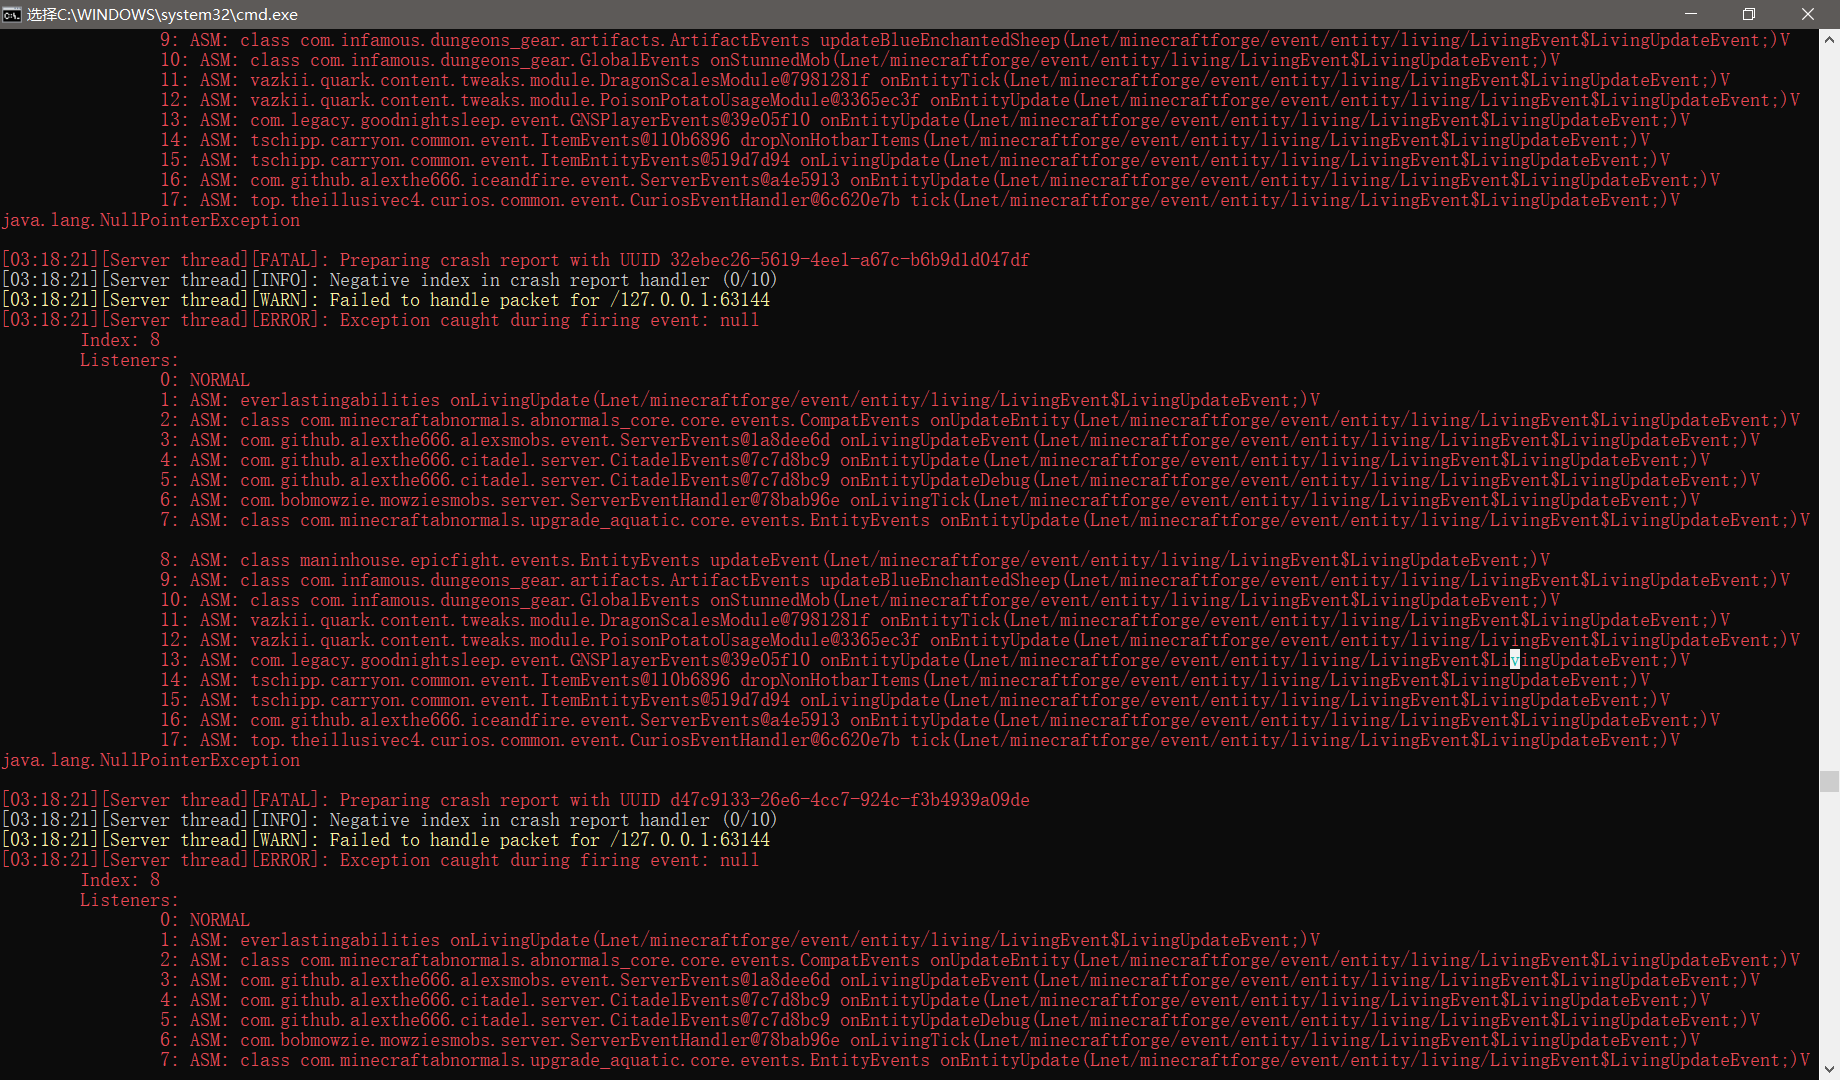 选择C:\WINDOWS\system32\cmd.exe
9: ASM: class com.infamous.dungeons_gear.artifacts.ArtifactEvents updateBlueEnchantedSheep(Lnet/minecraftforge/event/entity/living/LivingEvent$LivingUpdateEvent;)V
10: ASM: class com.infamous.dungeons_gear.GlobalEvents onStunnedMob(Lnet/minecraftforge/event/entity/living/LivingEvent$LivingUpdateEvent;)V
11: ASM: vazkii.quark.content.tweaks.module.DragonScalesModule@7981281f onEntityTick(Lnet/minecraftforge/event/entity/living/LivingEvent$LivingUpdateEvent;)V
12: ASM: vazkii.quark.content.tweaks.module.PoisonPotatoUsageModule@3365ec3f onEntityUpdate(Lnet/minecraftforge/event/entity/living/LivingEvent$LivingUpdateEvent;)V
13: ASM: com.legacy.goodnightsleep.event.GNSPlayerEvents@39e05f10 onEntityUpdate(Lnet/minecraftforge/event/entity/living/LivingEvent$LivingUpdateEvent;)V
14: ASM: tschipp.carryon.common.event.ItemEvents@110b6896 dropNonHotbarItems(Lnet/minecraftforge/event/entity/living/LivingEvent$LivingUpdateEvent;)V
15: ASM: tschipp.carryon.common.event.ItemEntityEvents@519d7d94 onLivingUpdate(Lnet/minecraftforge/event/entity/living/LivingEvent$LivingUpdateEvent;)V
16: ASM: com.github.alexthe666.iceandfire.event.ServerEvents@a4e5913 onEntityUpdate(Lnet/minecraftforge/event/entity/living/LivingEvent$LivingUpdateEvent;)V
17: ASM: top.theillusivec4.curios.common.event.CuriosEventHandler@6c620e7b tick(Lnet/minecraftforge/event/entity/living/LivingEvent$LivingUpdateEvent;)V
java.lang.NullPointerException
[03:18:21][Server thread][FATAL]: Preparing crash report with UUID 32ebec26-5619-4ee1-a67c-b6b9d1d047df
[03:18:21][Server thread][INFO]: Negative index in crash report handler (0/10)
[03:18:21][Server thread][WARN]: Failed to handle packet for /127.0.0.1:63144
[03:18:21][Server thread][ERROR]: Exception caught during firing event: null
Index: 8
Listeners:
0: NORMAL
1: ASM: everlastingabilities onLivingUpdate(Lnet/minecraftforge/event/entity/living/LivingEvent$LivingUpdateEvent;)V
2: ASM: class com.minecraftabnormals.abnormals_core.core.events.CompatEvents onUpdateEntity(Lnet/minecraftforge/event/entity/living/LivingEvent$LivingUpdateEvent;)V
3: ASM: com.github.alexthe666.alexsmobs.event.ServerEvents@1a8dee6d onLivingUpdateEvent(Lnet/minecraftforge/event/entity/living/LivingEvent$LivingUpdateEvent;)V
4: ASM: com.github.alexthe666.citadel.server.CitadelEvents@7c7d8bc9 onEntityUpdate(Lnet/minecraftforge/event/entity/living/LivingEvent$LivingUpdateEvent;)V
5: ASM: com.github.alexthe666.citadel.server.CitadelEvents@7c7d8bc9 onEntityUpdateDebug(Lnet/minecraftforge/event/entity/living/LivingEvent$LivingUpdateEvent;)V
6: ASM: com.bobmowzie.mowziesmobs.server.ServerEventHandler@78bab96e onLivingTick(Lnet/minecraftforge/event/entity/living/LivingEvent$LivingUpdateEvent;)V
7: ASM: class com.minecraftabnormals.upgrade_aquatic.core.events.EntityEvents onEntityUpdate(Lnet/minecraftforge/event/entity/living/LivingEvent$LivingUpdateEvent;)V
8: ASM: class maninhouse.epicfight.events.EntityEvents updateEvent(Lnet/minecraftforge/event/entity/living/LivingEvent$LivingUpdateEvent;)V
9: ASM: class com.infamous.dungeons_gear.artifacts.ArtifactEvents updateBlueEnchantedSheep(Lnet/minecraftforge/event/entity/living/LivingEvent$LivingUpdateEvent;)V
10: ASM: class com.infamous.dungeons_gear.GlobalEvents onStunnedMob(Lnet/minecraftforge/event/entity/living/LivingEvent$LivingUpdateEvent;)V
11: ASM: vazkii.quark.content.tweaks.module.DragonScalesModule@7981281f onEntityTick(Lnet/minecraftforge/event/entity/living/LivingEvent$LivingUpdateEvent;)V
12: ASM: vazkii.quark.content.tweaks.module.PoisonPotatoUsageModule@3365ec3f onEntityUpdate(Lnet/minecraftforge/event/entity/living/LivingEvent$LivingUpdateEvent;)V
13: ASM: com.legacy.goodnightsleep.event.GNSPlayerEvents@39e05f10 onEntityUpdate(Lnet/minecraftforge/event/entity/living/LivingEvent$LivingUpdateEvent;)V
14: ASM: tschipp.carryon.common.event.ItemEvents@110b6896 dropNonHotbarItems(Lnet/minecraftforge/event/entity/living/LivingEvent$LivingUpdateEvent;)V
15: ASM: tschipp.carryon.common.event.ItemEntityEvents@519d7d94 onLivingUpdate(Lnet/minecraftforge/event/entity/living/LivingEvent$LivingUpdateEvent;)V
16: ASM: com.github.alexthe666.iceandfire.event.ServerEvents@a4e5913 onEntityUpdate(Lnet/minecraftforge/event/entity/living/LivingEvent$LivingUpdateEvent;)V
17: ASM: top.theillusivec4.curios.common.event.CuriosEventHandler@6c620e7b tick(Lnet/minecraftforge/event/entity/living/LivingEvent$LivingUpdateEvent;)V
java.lang.NullPointerException
[03:18:21][Server thread][FATAL]: Preparing crash report with UUID d47c9133-26e6-4cc7-924c-f3b4939a09de
[03:18:21][Server thread][INFO]: Negative index in crash report handler (0/10)
[03:18:21][Server thread][WARN]: Failed to handle packet for /127.0.0.1:63144
[03:18:21][Server thread][ERROR]: Exception caught during firing event: null
Index: 8
Listeners:
0: NORMAL
1: ASM: everlastingabilities onLivingUpdate(Lnet/minecraftforge/event/entity/living/LivingEvent$LivingUpdateEvent;)V
2: ASM: class com.minecraftabnormals.abnormals_core.core.events.CompatEvents onUpdateEntity(Lnet/minecraftforge/event/entity/living/LivingEvent$LivingUpdateEvent;)V
3: ASM: com.github.alexthe666.alexsmobs.event.ServerEvents@1a8dee6d onLivingUpdateEvent(Lnet/minecraftforge/event/entity/living/LivingEvent$LivingUpdateEvent;)V
4: ASM: com.github.alexthe666.citadel.server.CitadelEvents@7c7d8bc9 onEntityUpdate(Lnet/minecraftforge/event/entity/living/LivingEvent$LivingUpdateEvent;)V
5: ASM: com.github.alexthe666.citadel.server.CitadelEvents@7c7d8bc9 onEntityUpdateDebug(Lnet/minecraftforge/event/entity/living/LivingEvent$LivingUpdateEvent;)V
6: ASM: com.bobmowzie.mowziesmobs.server.ServerEventHandler@78bab96e onLivingTick(Lnet/minecraftforge/event/entity/living/LivingEvent$LivingUpdateEvent;)V
7: ASM: class com.minecraftabnormals.upgrade_aquatic.core.events.EntityEvents onEntityUpdate(Lnet/minecraftforge/event/entity/living/LivingEvent$LivingUpdateEvent;)V